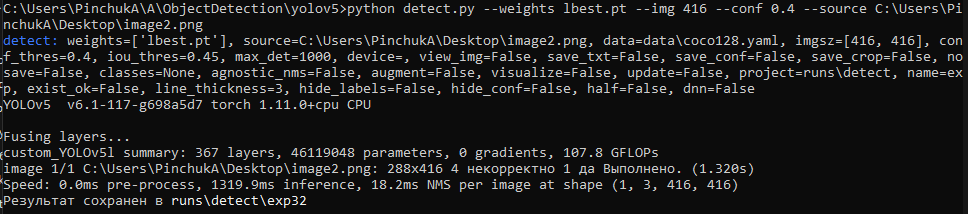 C:\Users\PinchukA\A\ObjectDetection\yolov5>python detect.py --weights lbest.pt --img 416 --conf 0.4 --source C:\Users\Pi
nchukA\Desktop\image2.png
detect: weights=['lbest.pt'], source=C:\Users\PinchukA\Desktop\image2.png, data=data\coco128.yaml, imgsz=[416, 416], con
f_thres=0.4, iou_thres=0.45, max_det=1000, device=, view_img=False, save_txt=False, save_conf=False, save_crop=False, no
save=False, classes=None, agnostic_nms=False, augment=False, visualize=False, update=False, project=runs\detect, name=ex
p, exist_ok=False, line_thickness=3, hide_labels=False, hide_conf=False, half=False, dnn=False
YOLOv5  v6.1-117-g698a5d7 torch 1.11.0+cpu CPU

Fusing layers...
custom_YOLOv5l summary: 367 layers, 46119048 parameters, 0 gradients, 107.8 GFLOPs
image 1/1 C:\Users\PinchukA\Desktop\image2.png: 288x416 4 некорректно 1 да Выполнено. (1.320s)
Speed: 0.0ms pre-process, 1319.9ms inference, 18.2ms NMS per image at shape (1, 3, 416, 416)
Результат сохранен в runs\detect\exp32